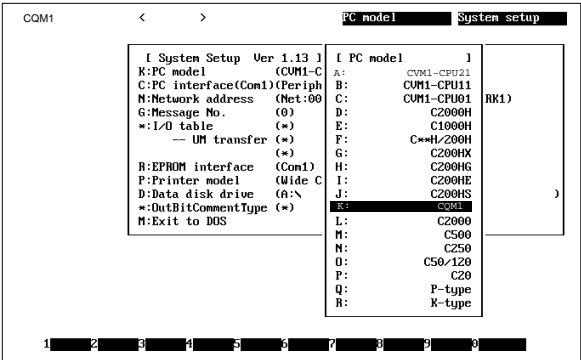 CQM1 < > PC model System setup
[ System Setup Ver 1.13 ]
K:PC model (CVM1-C
C:PC interface(Com1)(Periph
N:Network address (Net:00
G:Message No. (0)
*:I/O table (*)
-- UM transfer (*)
(*)
R:EPROM interface (Com1)
P:Printer model (Wide C
D:Data disk drive (A:\
*:OutBitCommentType (*)
M:Exit to DOS
[ PC model ]
A: CVM1-CPU21
B: CVM1-CPU11
C: CVM1-CPU01
D: C2000H
E: C1000H
F: C**H/200H
G: C200HX
H: C200HG
I: C200HE
J: C200HS
K: CQM1
L: C2000
M: C500
N: C250
O: C50/120
P: C20
Q: P-type
R: K-type
RK1)
)
1 2 3 4 5 6 7 8 9 0